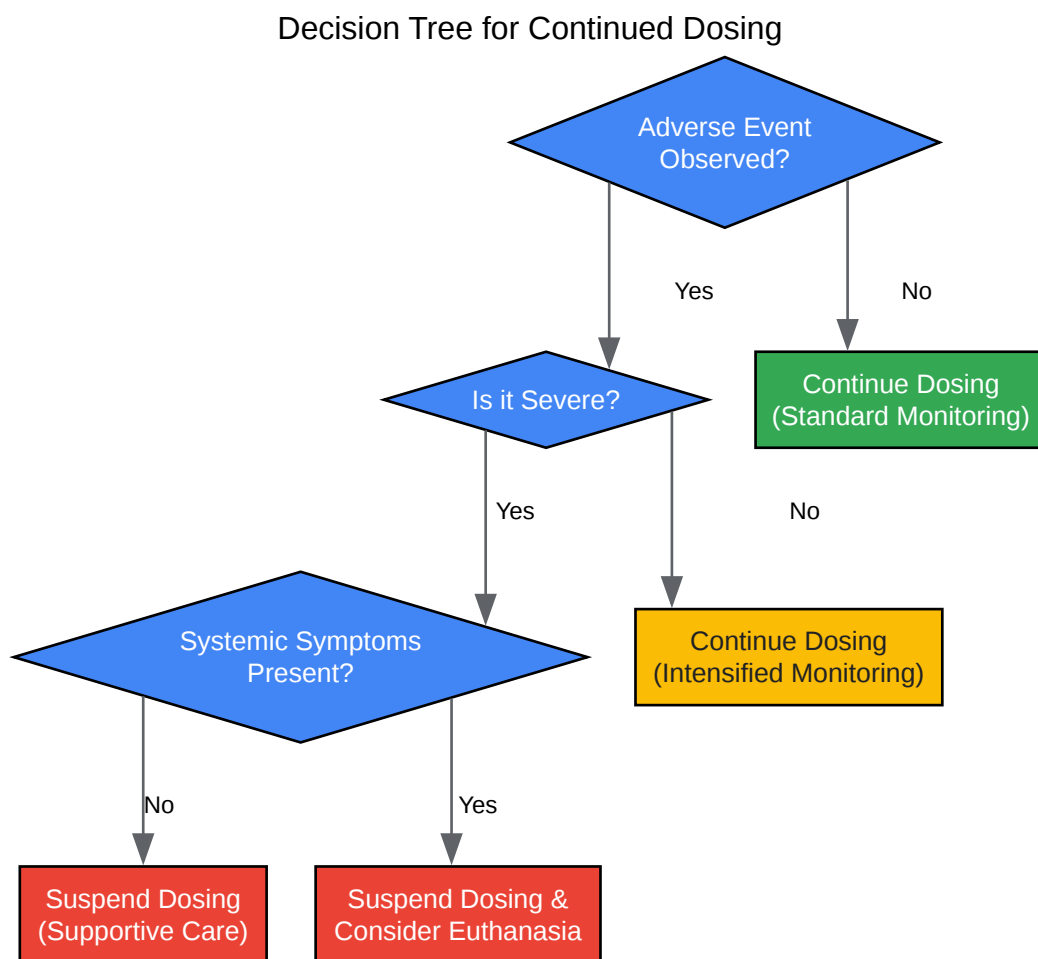 Decision Tree for Continued Dosing
Adverse Event
Observed?
Yes
No
Is it Severe?
Continue Dosing
(Standard Monitoring)
Yes
No
Systemic Symptoms
Present?
Continue Dosing
(Intensified Monitoring)
No
Yes
Suspend Dosing
(Supportive Care)
Suspend Dosing &
Consider Euthanasia